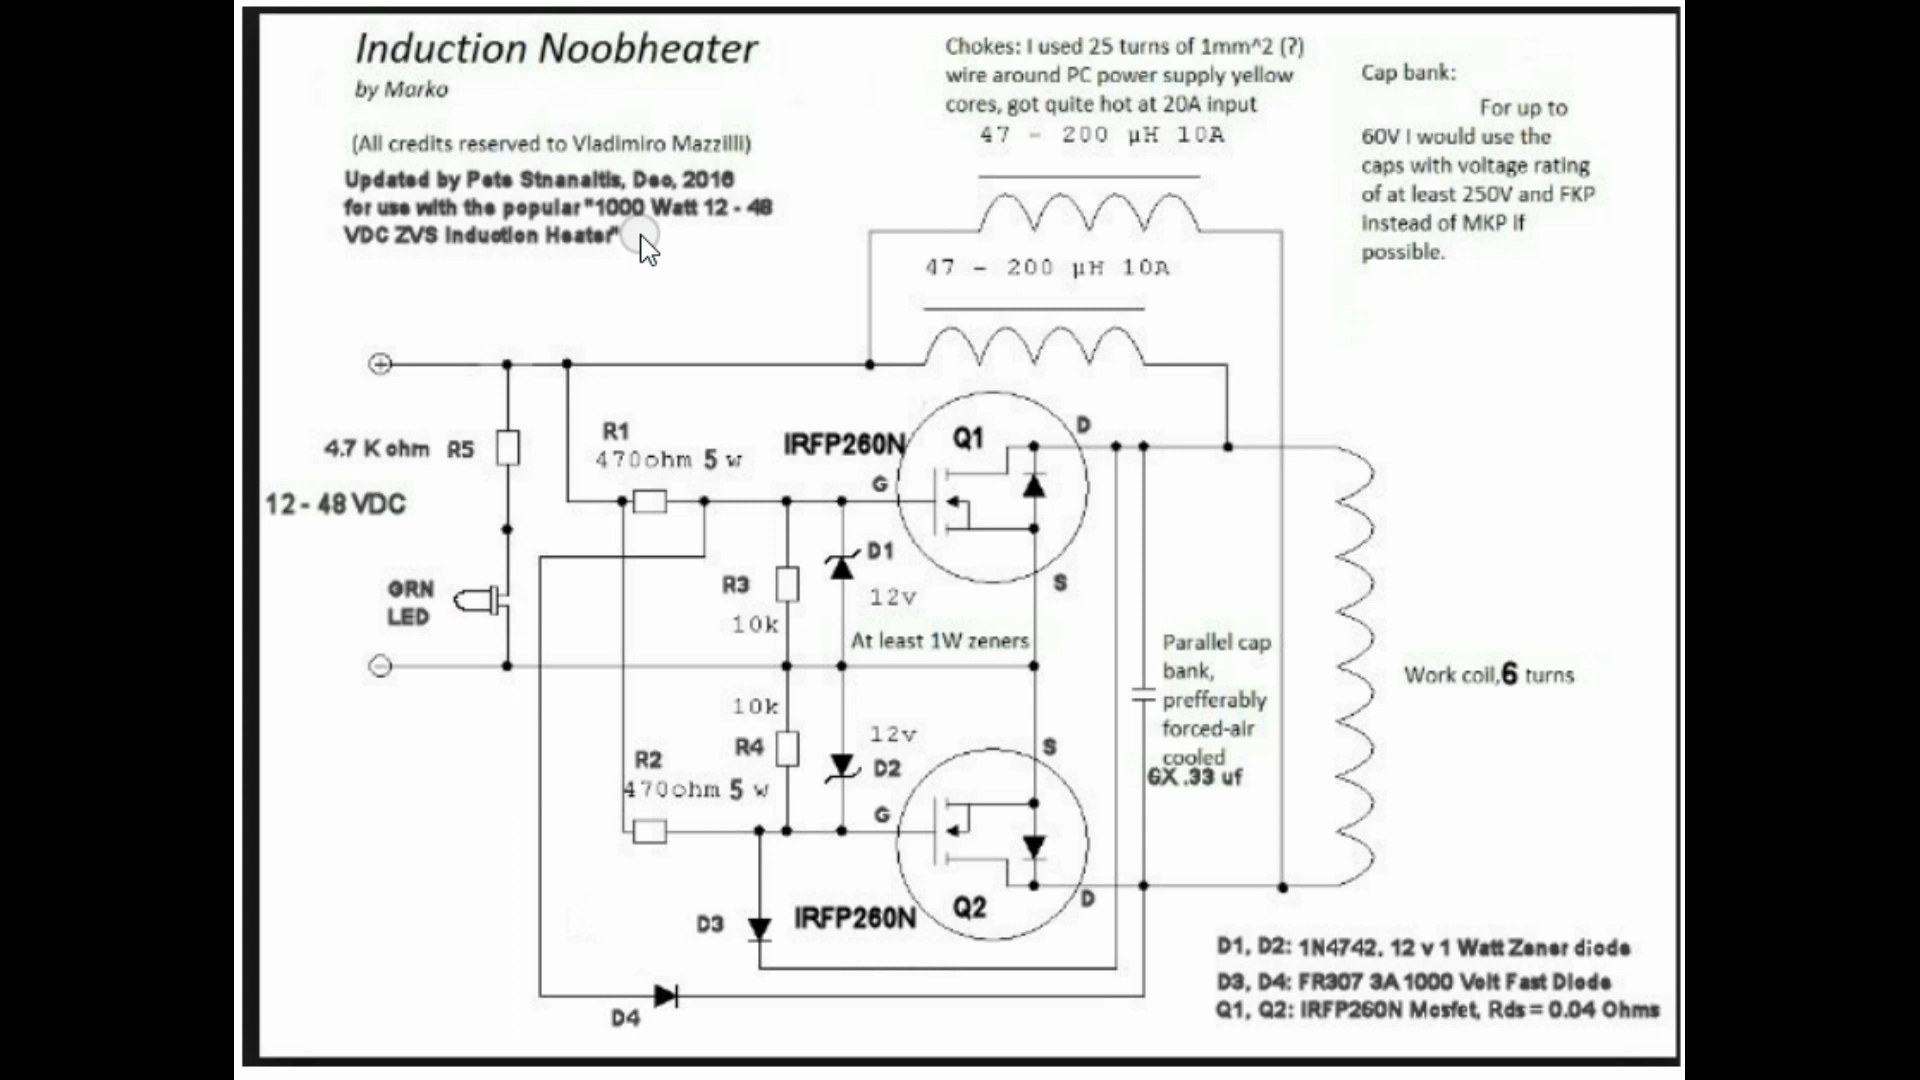 Induction Noobheater
by Marko
(All credits reserved to Vladimiro Mazzilli)
Updated by Pete Stnanaitis, Dec, 2016
for use with the popular "1000 Watt 12 - 48
VDC ZVS Induction Heater"
Chokes: I used 25 turns of 1mm^2 (?)
wire around PC power supply yellow
cores, got quite hot at 20A input
47 - 200 µH 10A
Cap bank:
For up to
60V I would use the
caps with voltage rating
of at least 250V and FKP
instead of MKP if
possible.
47 - 200 µH 10A
+
4.7 K ohm R5
12 - 48 VDC
GRN
LED
-
R1
470ohm 5 w
IRFP260N
Q1
D
G
S
R3
10k
D1
12v
At least 1W zeners
10k
R4
12v
D2
R2
470ohm 5 w
G
S
Q2
D
IRFP260N
D3
D4
Parallel cap
bank,
prefferably
forced-air
cooled
6X .33 uf
Work coil,6 turns
D1, D2: 1N4742, 12 v 1 Watt Zener diode
D3, D4: FR307 3A 1000 Volt Fast Diode
Q1, Q2: IRFP260N Mosfet, Rds = 0.04 Ohms